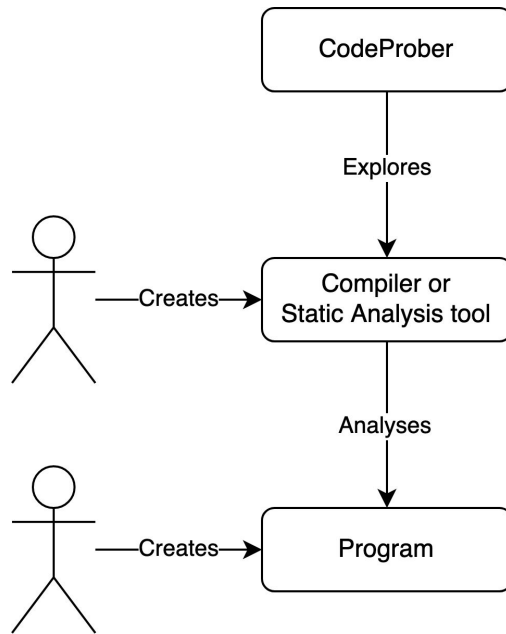 CodeProber
Explores
Compiler or
Static Analysis tool
Creates
Analyses
Creates
Program